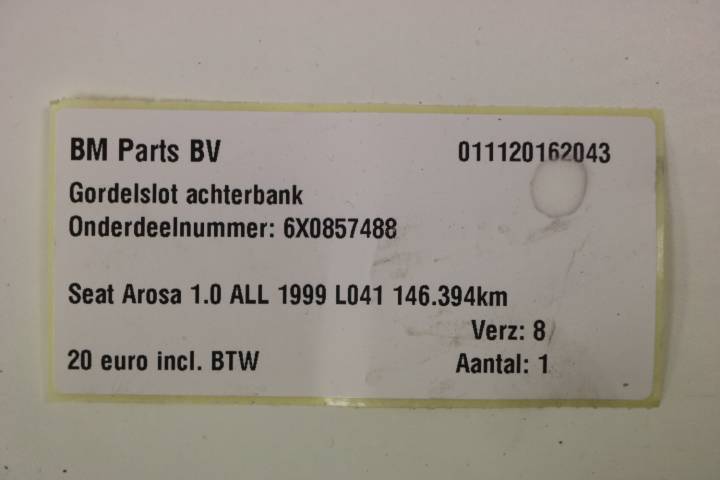 BM Parts BV 011120162043
Gordelslot achterbank
Onderdeelnummer: 6X0857488
Seat Arosa 1.0 ALL 1999 L041 146.394km
Verz: 8
20 euro incl. BTW Aantal: 1